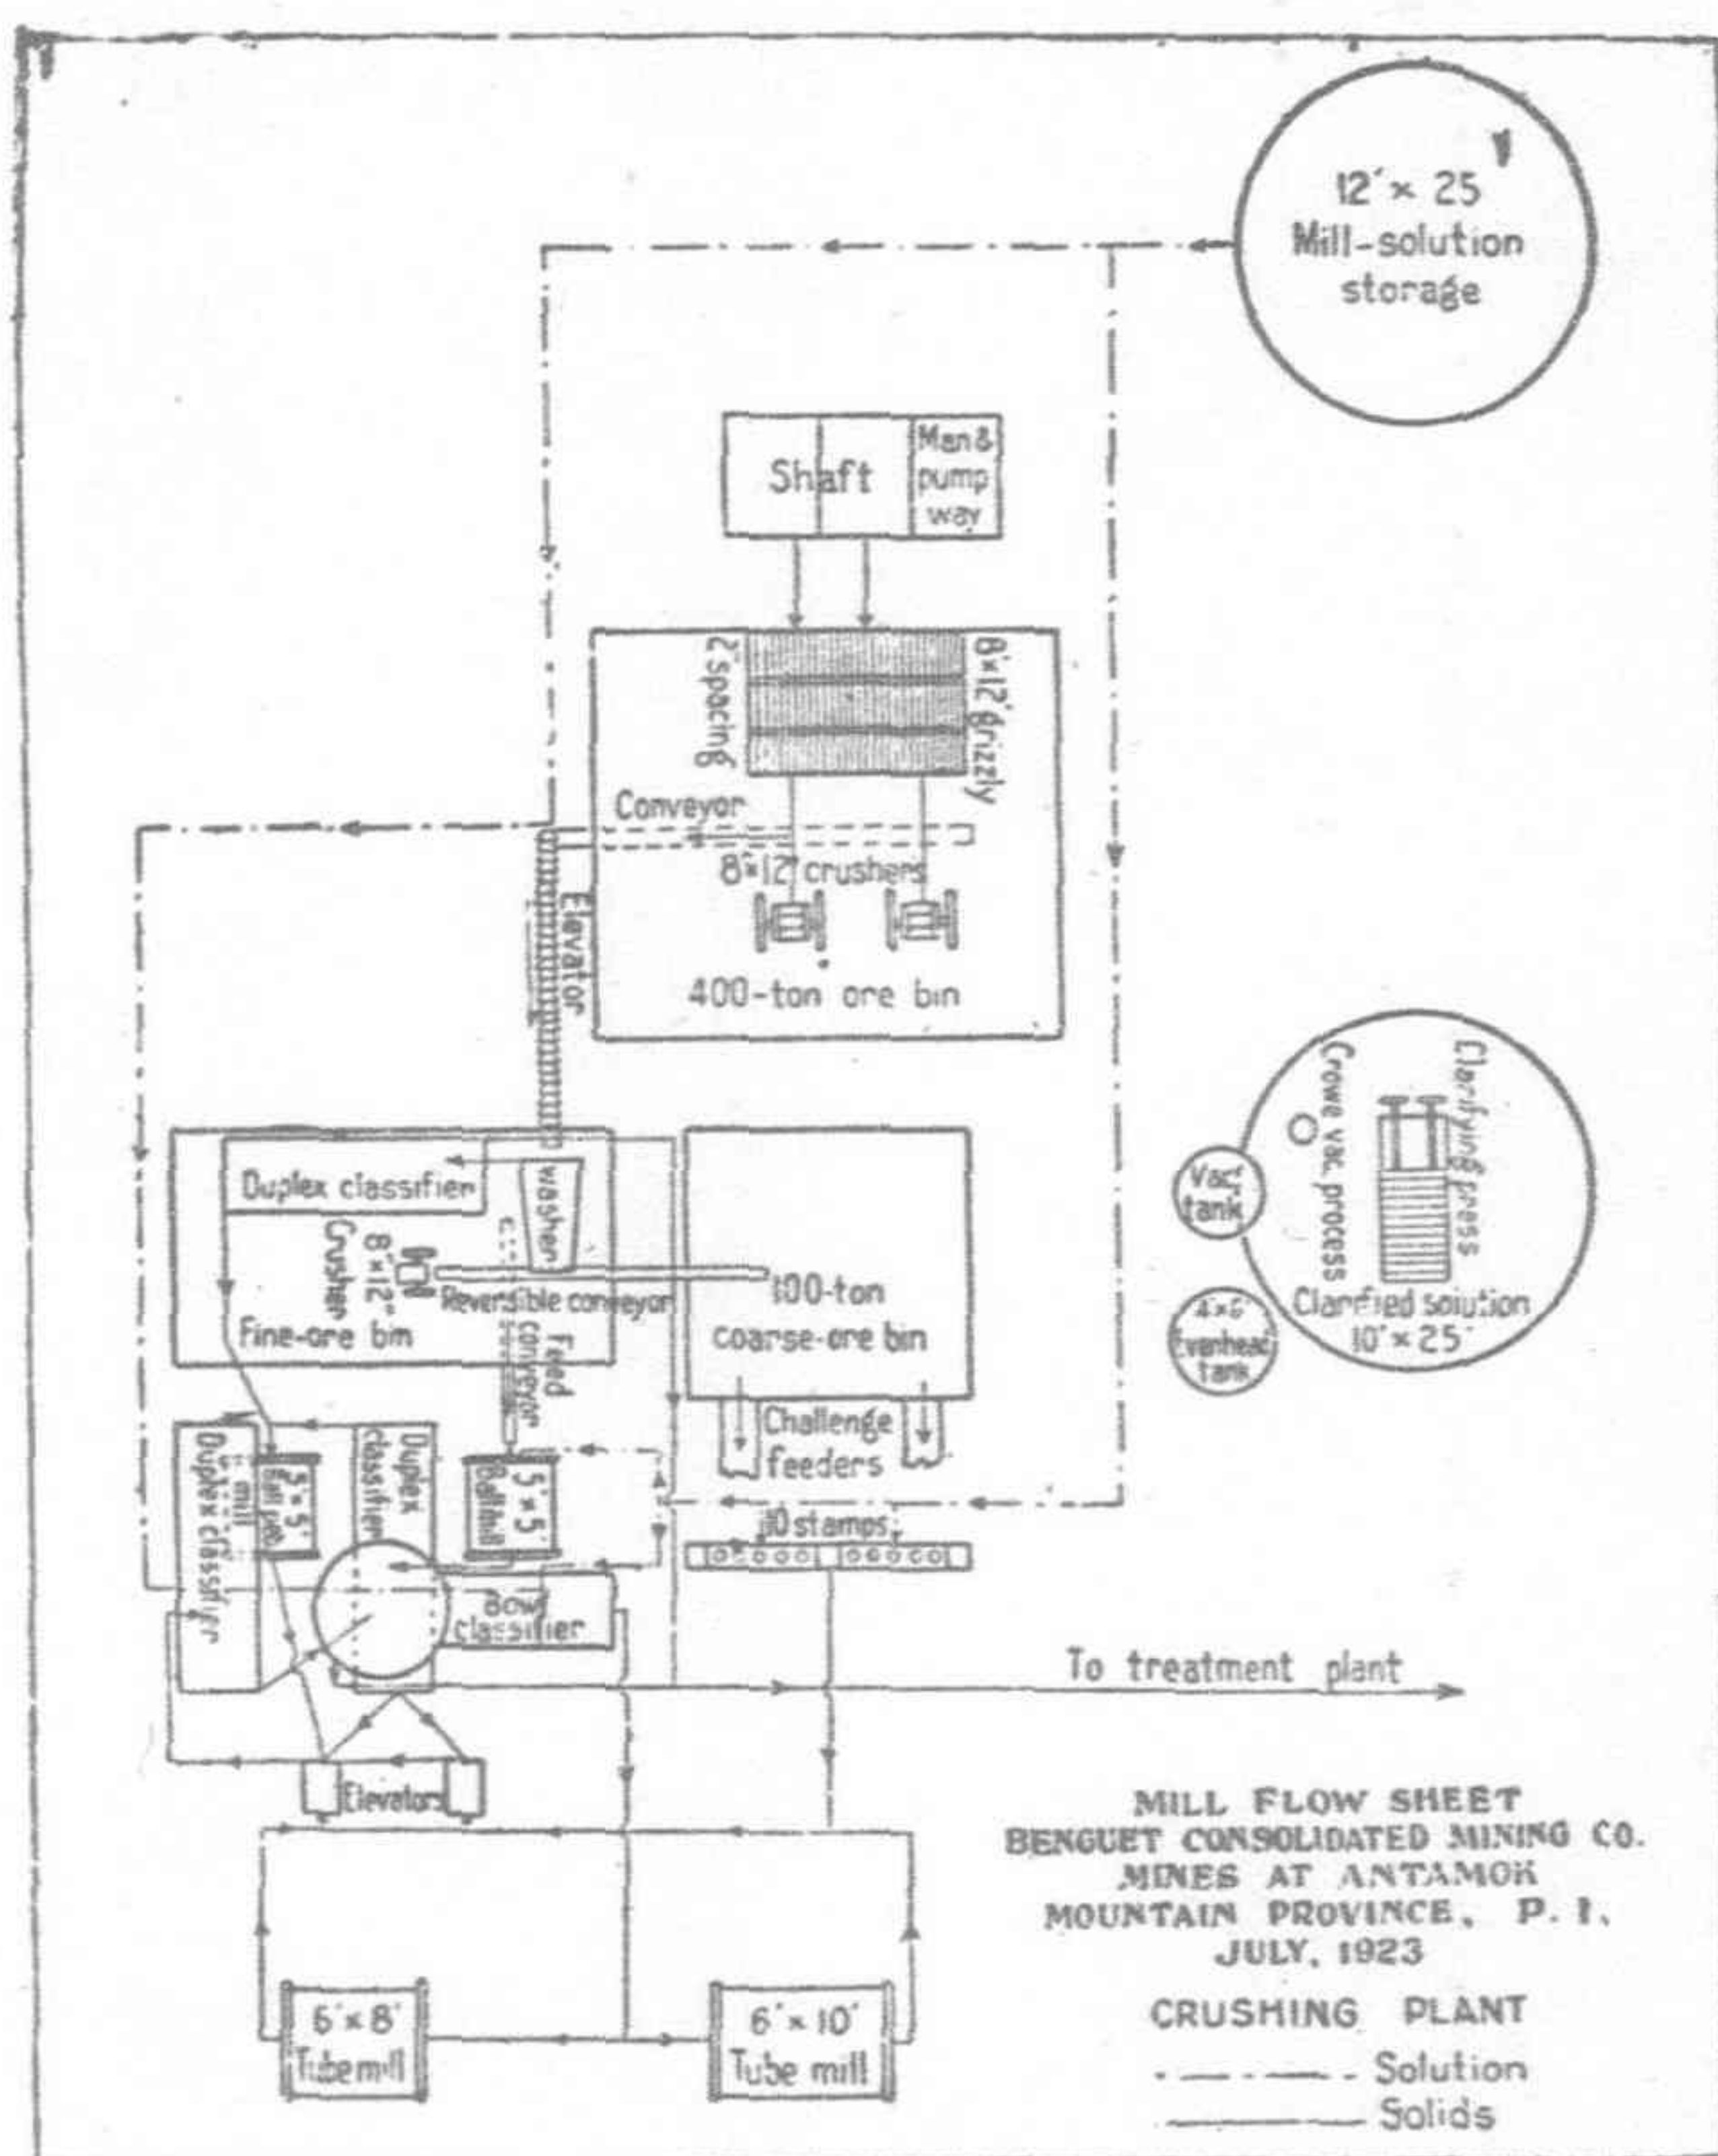 12' × 25
Mill-solution
storage
Shaft
Man &
pump
way
2" spacing
8'×12' grizzly
Conveyor
8"×12" crushers
Elevator
400-ton ore bin
Duplex classifier
washer
Crusher
8"×12"
Reversible conveyor
Fine-ore bin
Feed
conveyor
100-ton
coarse-ore bin
Challenge
feeders
10 stamps
Crowe vac. process
Clarifying press
Vac.
tank
Clarified solution
10' × 25'
4'×6'
tank
Duplex classifier
5' × 5'
mill
Duplex
classifier
5' × 5'
Ball mill
Bowl
classifier
To treatment plant
Elevators
6' × 8'
Tube mill
6' × 10'
Tube mill
MILL FLOW SHEET
BENGUET CONSOLIDATED MINING CO.
MINES AT ANTAMOK
MOUNTAIN PROVINCE, P. I.
JULY, 1923
CRUSHING PLANT
Solution
Solids